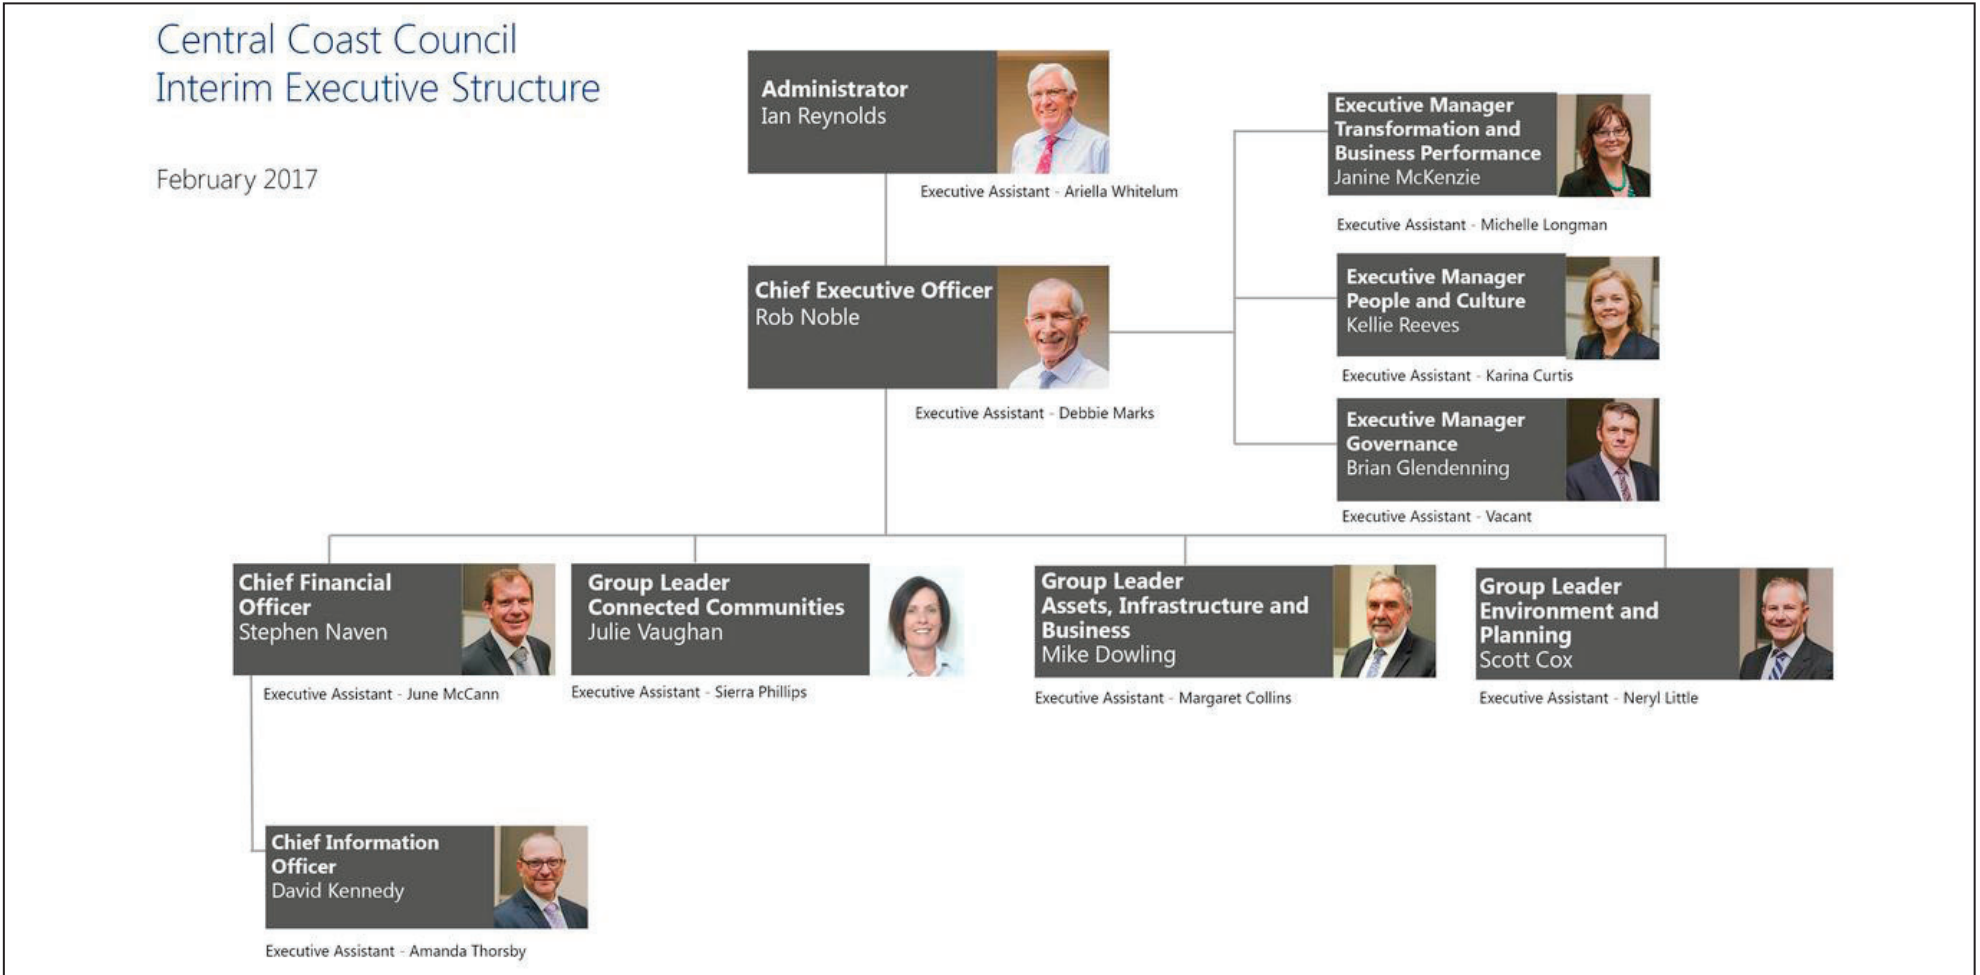 Central Coast Council
Interim Executive Structure
February 2017
Administrator
Ian Reynolds
Executive Assistant - Ariella Whitelum
Chief Executive Officer
Rob Noble
Executive Assistant - Debbie Marks
Executive Manager
Transformation and
Business Performance
Janine McKenzie
Executive Assistant - Michelle Longman
Executive Manager
People and Culture
Kellie Reeves
Executive Assistant - Karina Curtis
Executive Manager
Governance
Brian Glendenning
Executive Assistant - Vacant
Chief Financial
Officer
Stephen Naven
Executive Assistant - June McCann
Group Leader
Connected Communities
Julie Vaughan
Executive Assistant - Sierra Phillips
Group Leader
Assets, Infrastructure and
Business
Mike Dowling
Executive Assistant - Margaret Collins
Group Leader
Environment and
Planning
Scott Cox
Executive Assistant - Neryl Little
Chief Information
Officer
David Kennedy
Executive Assistant - Amanda Thorsby